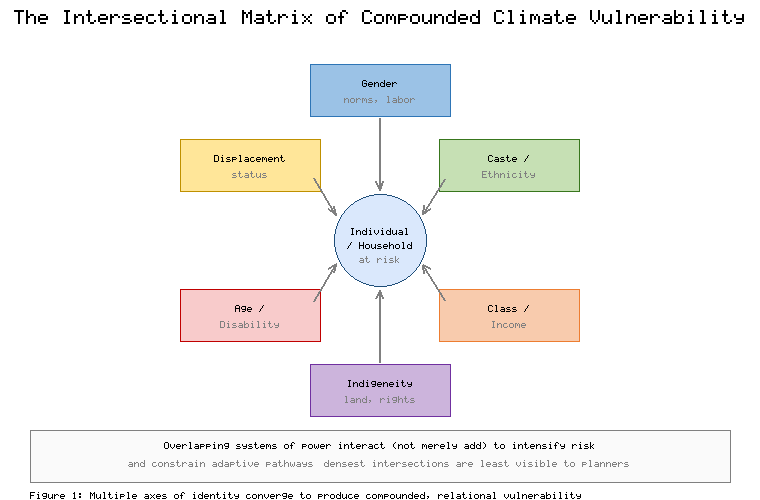 The Intersectional Matrix of Compounded Climate Vulnerability
Gender
norms, labor
Displacement
status
Caste /
Ethnicity
Individual
/ Household
at risk
Age /
Disability
Class /
Income
Indigeneity
land, rights
Overlapping systems of power interact (not merely add) to intensify risk
and constrain adaptive pathways  densest intersections are least visible to planners
Figure 1: Multiple axes of identity converge to produce compounded, relational vulnerability